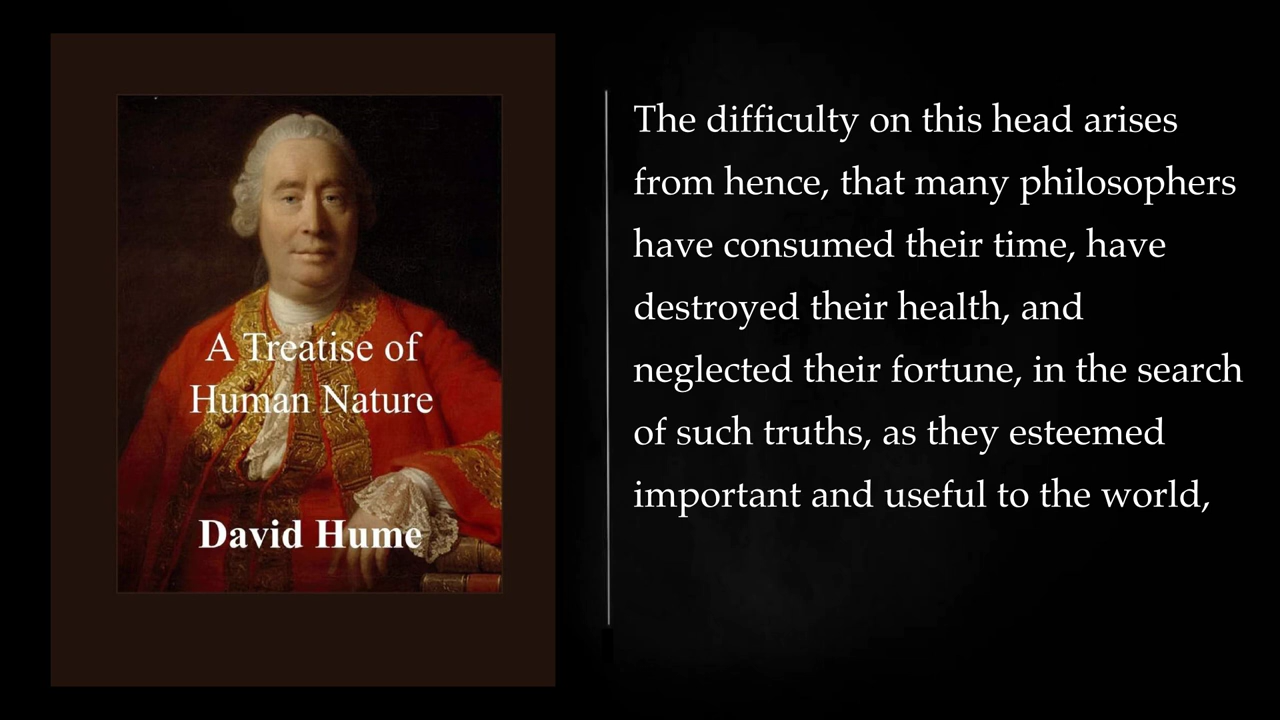 A Treatise of
Human Nature
David Hume
The difficulty on this head arises
from hence, that many philosophers
have consumed their time, have
destroyed their health, and
neglected their fortune, in the search
of such truths, as they esteemed
important and useful to the world,